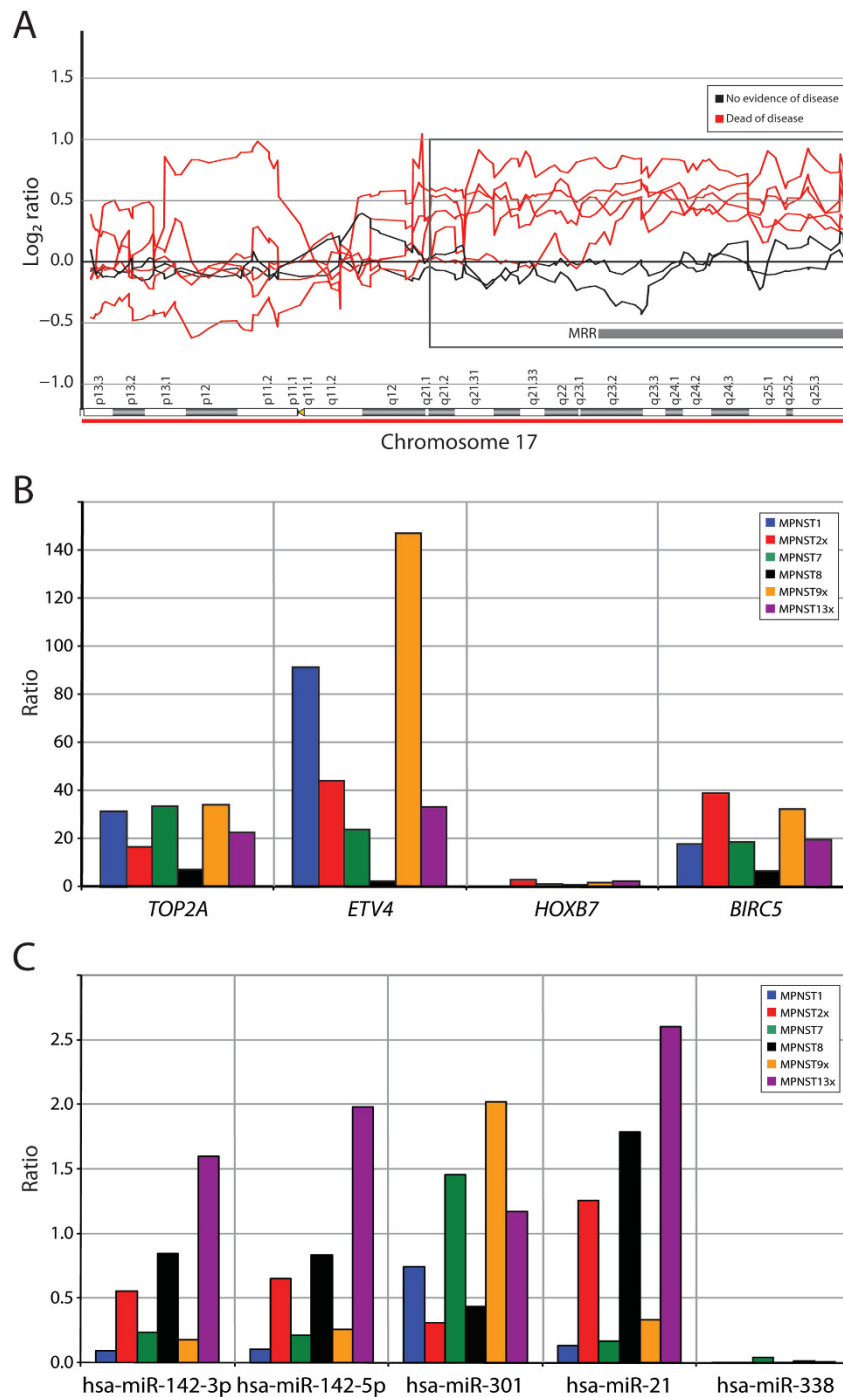 A
1.5
1.0
0.5
0.0
−0.5
−1.0
Log2 ratio
No evidence of disease
Dead of disease
MRR
p13.3 p13.2 p13.1 p12 p11.2 p11.1 q11.1 q11.2 q12 q21.1 q21.2 q21.31 q21.33 q22 q23.1 q23.2 q23.3 q24.1 q24.2 q24.3 q25.1 q25.2 q25.3
Chromosome 17
B
140
120
100
80
60
40
20
0
Ratio
MPNST1
MPNST2x
MPNST7
MPNST8
MPNST9x
MPNST13x
TOP2A ETV4 HOXB7 BIRC5
C
2.5
2.0
1.5
1.0
0.5
0.0
Ratio
MPNST1
MPNST2x
MPNST7
MPNST8
MPNST9x
MPNST13x
hsa-miR-142-3p hsa-miR-142-5p hsa-miR-301 hsa-miR-21 hsa-miR-338